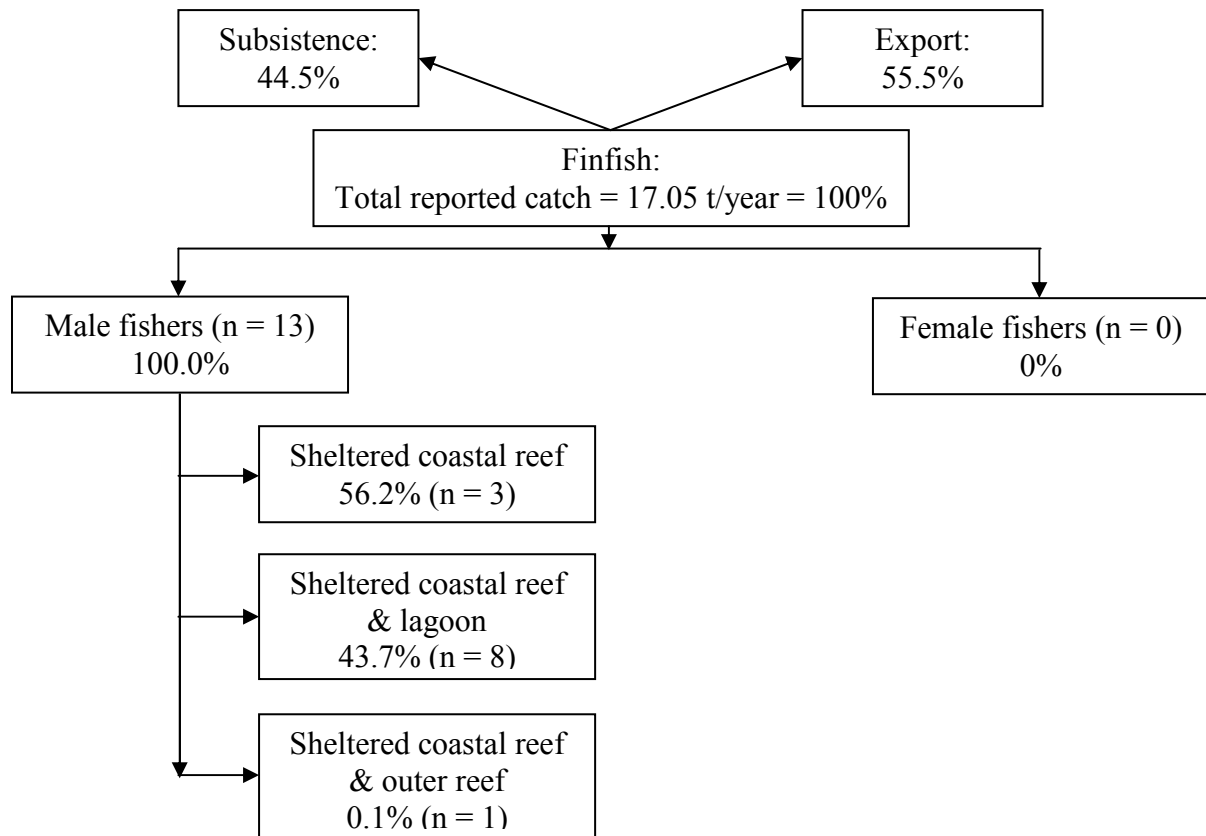 Subsistence:
44.5%
Export:
55.5%
Finfish:
Total reported catch = 17.05 t/year = 100%
Male fishers (n = 13)
100.0%
Female fishers (n = 0)
0%
Sheltered coastal reef
56.2% (n = 3)
Sheltered coastal reef
& lagoon
43.7% (n = 8)
Sheltered coastal reef
& outer reef
0.1% (n = 1)